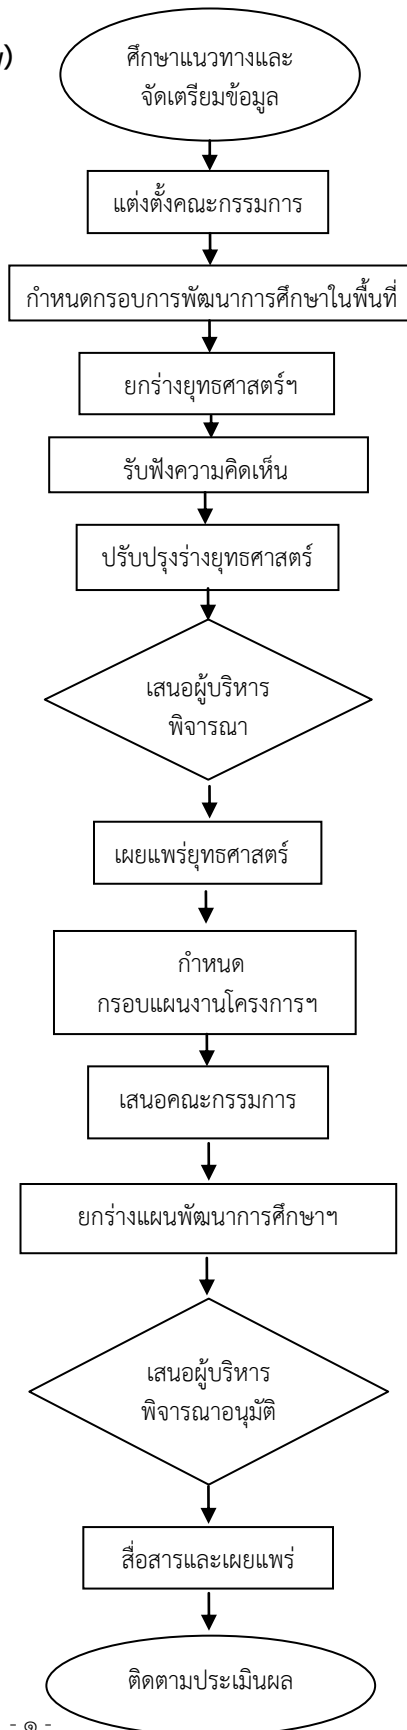 ศึกษาแนวทางและ
จัดเตรียมข้อมูล
แต่งตั้งคณะกรรมการ
กำหนดกรอบการพัฒนาการศึกษาในพื้นที่
ยกร่างยุทธศาสตร์ฯ
รับฟังความคิดเห็น
ปรับปรุงร่างยุทธศาสตร์
เสนอผู้บริหาร
พิจารณา
เผยแพร่ยุทธศาสตร์
กำหนด
กรอบแผนงานโครงการฯ
เสนอคณะกรรมการ
ยกร่างแผนพัฒนาการศึกษาฯ
เสนอผู้บริหาร
พิจารณาอนุมัติ
สื่อสารและเผยแพร่
ติดตามประเมินผล
- ๑ -